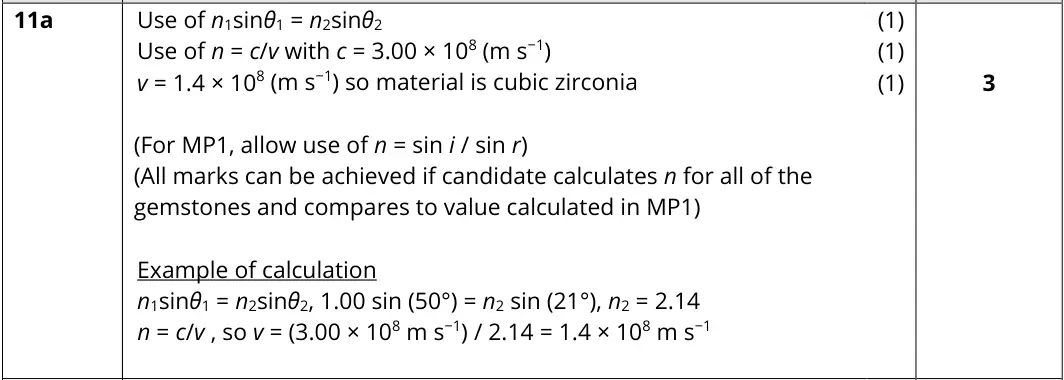 11a
Use of n₁sinθ₁ = n₂sinθ₂ (1)
Use of n = c/v with c = 3.00 × 10⁸ (m s⁻¹) (1)
v = 1.4 × 10⁸ (m s⁻¹) so material is cubic zirconia (1) 3
(For MP1, allow use of n = sin i / sin r)
(All marks can be achieved if candidate calculates n for all of the
gemstones and compares to value calculated in MP1)
Example of calculation
n₁sinθ₁ = n₂sinθ₂, 1.00 sin (50°) = n₂ sin (21°), n₂ = 2.14
n = c/v , so v = (3.00 × 10⁸ m s⁻¹) / 2.14 = 1.4 × 10⁸ m s⁻¹